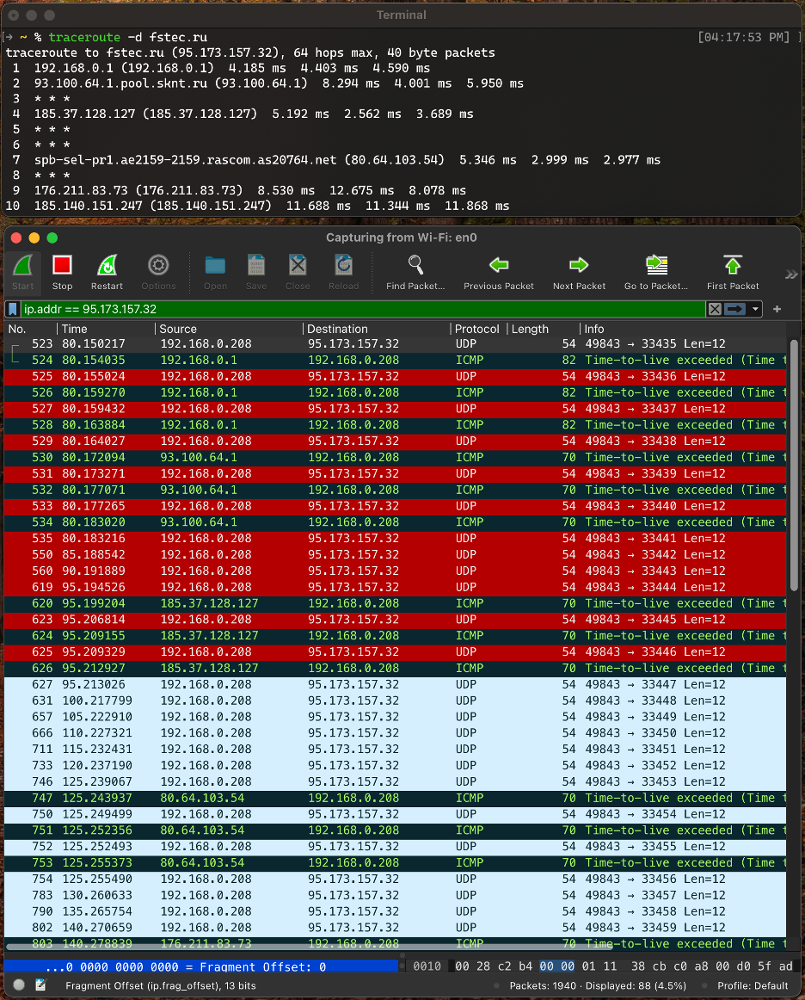 Terminal
[→ ~ % traceroute -d fstec.ru [04:17:53 PM] ]
traceroute to fstec.ru (95.173.157.32), 64 hops max, 40 byte packets
1 192.168.0.1 (192.168.0.1) 4.185 ms 4.403 ms 4.590 ms
2 93.100.64.1.pool.sknt.ru (93.100.64.1) 8.294 ms 4.001 ms 5.950 ms
3 * * *
4 185.37.128.127 (185.37.128.127) 5.192 ms 2.562 ms 3.689 ms
5 * * *
6 * * *
7 spb-sel-pr1.ae2159-2159.rascom.as20764.net (80.64.103.54) 5.346 ms 2.999 ms 2.977 ms
8 * * *
9 176.211.83.73 (176.211.83.73) 8.530 ms 12.675 ms 8.078 ms
10 185.140.151.247 (185.140.151.247) 11.688 ms 11.344 ms 11.868 ms
Capturing from Wi-Fi: en0
Start Stop Restart Options Open Save Close Reload Find Packet... Previous Packet Next Packet Go to Packet... First Packet »
ip.addr == 95.173.157.32 +
No. Time Source Destination Protocol Length Info
523 80.150217 192.168.0.208 95.173.157.32 UDP 54 49843 → 33435 Len=12
524 80.154035 192.168.0.1 192.168.0.208 ICMP 82 Time-to-live exceeded (Time t
525 80.155024 192.168.0.208 95.173.157.32 UDP 54 49843 → 33436 Len=12
526 80.159270 192.168.0.1 192.168.0.208 ICMP 82 Time-to-live exceeded (Time t
527 80.159432 192.168.0.208 95.173.157.32 UDP 54 49843 → 33437 Len=12
528 80.163884 192.168.0.1 192.168.0.208 ICMP 82 Time-to-live exceeded (Time t
529 80.164027 192.168.0.208 95.173.157.32 UDP 54 49843 → 33438 Len=12
530 80.172094 93.100.64.1 192.168.0.208 ICMP 70 Time-to-live exceeded (Time t
531 80.173271 192.168.0.208 95.173.157.32 UDP 54 49843 → 33439 Len=12
532 80.177071 93.100.64.1 192.168.0.208 ICMP 70 Time-to-live exceeded (Time t
533 80.177265 192.168.0.208 95.173.157.32 UDP 54 49843 → 33440 Len=12
534 80.183020 93.100.64.1 192.168.0.208 ICMP 70 Time-to-live exceeded (Time t
535 80.183216 192.168.0.208 95.173.157.32 UDP 54 49843 → 33441 Len=12
550 85.188542 192.168.0.208 95.173.157.32 UDP 54 49843 → 33442 Len=12
560 90.191889 192.168.0.208 95.173.157.32 UDP 54 49843 → 33443 Len=12
619 95.194526 192.168.0.208 95.173.157.32 UDP 54 49843 → 33444 Len=12
620 95.199204 185.37.128.127 192.168.0.208 ICMP 70 Time-to-live exceeded (Time t
623 95.206814 192.168.0.208 95.173.157.32 UDP 54 49843 → 33445 Len=12
624 95.209155 185.37.128.127 192.168.0.208 ICMP 70 Time-to-live exceeded (Time t
625 95.209329 192.168.0.208 95.173.157.32 UDP 54 49843 → 33446 Len=12
626 95.212927 185.37.128.127 192.168.0.208 ICMP 70 Time-to-live exceeded (Time t
627 95.213026 192.168.0.208 95.173.157.32 UDP 54 49843 → 33447 Len=12
631 100.217799 192.168.0.208 95.173.157.32 UDP 54 49843 → 33448 Len=12
657 105.222910 192.168.0.208 95.173.157.32 UDP 54 49843 → 33449 Len=12
666 110.227321 192.168.0.208 95.173.157.32 UDP 54 49843 → 33450 Len=12
711 115.232431 192.168.0.208 95.173.157.32 UDP 54 49843 → 33451 Len=12
733 120.237190 192.168.0.208 95.173.157.32 UDP 54 49843 → 33452 Len=12
746 125.239067 192.168.0.208 95.173.157.32 UDP 54 49843 → 33453 Len=12
747 125.243937 80.64.103.54 192.168.0.208 ICMP 70 Time-to-live exceeded (Time t
750 125.249499 192.168.0.208 95.173.157.32 UDP 54 49843 → 33454 Len=12
751 125.252356 80.64.103.54 192.168.0.208 ICMP 70 Time-to-live exceeded (Time t
752 125.252493 192.168.0.208 95.173.157.32 UDP 54 49843 → 33455 Len=12
753 125.255373 80.64.103.54 192.168.0.208 ICMP 70 Time-to-live exceeded (Time t
754 125.255490 192.168.0.208 95.173.157.32 UDP 54 49843 → 33456 Len=12
783 130.260633 192.168.0.208 95.173.157.32 UDP 54 49843 → 33457 Len=12
790 135.265754 192.168.0.208 95.173.157.32 UDP 54 49843 → 33458 Len=12
802 140.270659 192.168.0.208 95.173.157.32 UDP 54 49843 → 33459 Len=12
803 140.278839 176.211.83.73 192.168.0.208 ICMP 70 Time-to-live exceeded (Time t
...0 0000 0000 0000 = Fragment Offset: 0 0010 00 28 c2 b4 00 00 01 11 38 cb c0 a8 00 d0 5f ad
Fragment Offset (ip.frag_offset), 13 bits Packets: 1940 · Displayed: 88 (4.5%) Profile: Default